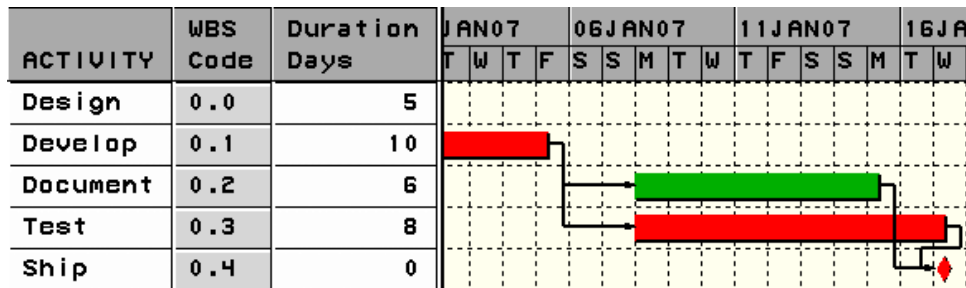 WBS Duration JAN07 06JAN07 11JAN07 16JA
ACTIVITY Code Days T W T F S S M T W T F S S M T W
Design 0.0 5
Develop 0.1 10
Document 0.2 6
Test 0.3 8
Ship 0.4 0